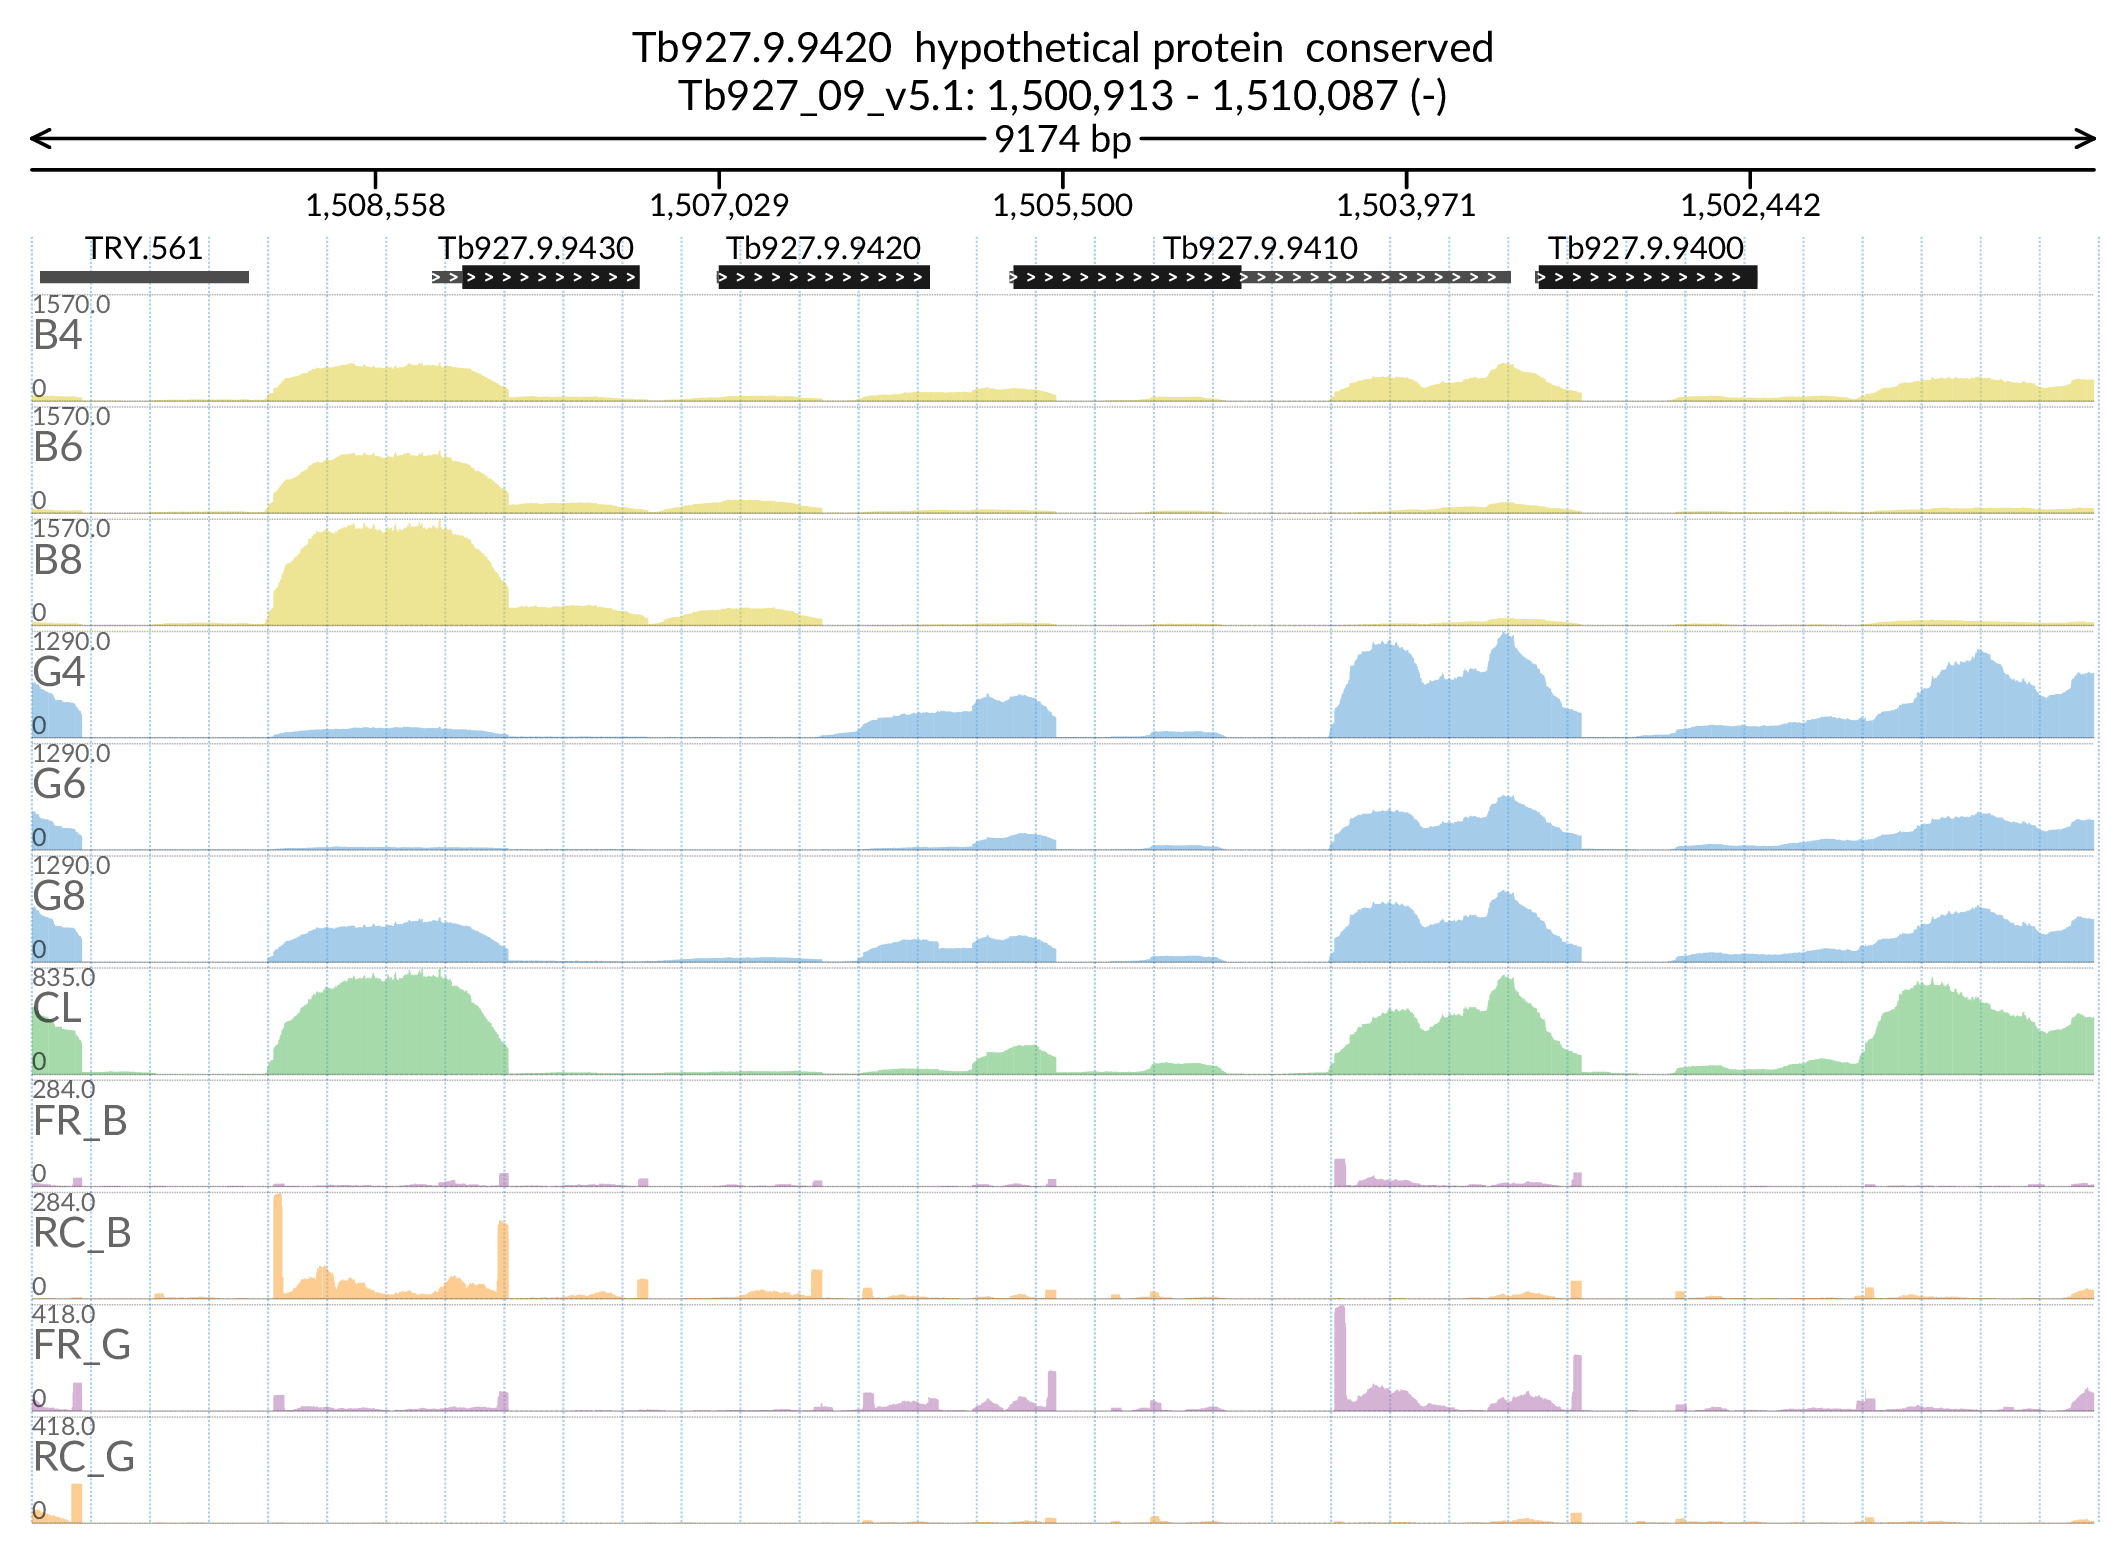 Tb927.9.9420  hypothetical protein  conserved
Tb927_09_v5.1: 1,500,913 - 1,510,087 (-)
9174 bp
1,508,558 1,507,029 1,505,500 1,503,971 1,502,442
TRY.561 Tb927.9.9430 Tb927.9.9420 Tb927.9.9410 Tb927.9.9400
1570.0
B4
0
1570.0
B6
0
1570.0
B8
0
1290.0
G4
0
1290.0
G6
0
1290.0
G8
0
835.0
CL
0
284.0
FR_B
0
284.0
RC_B
0
418.0
FR_G
0
418.0
RC_G
0